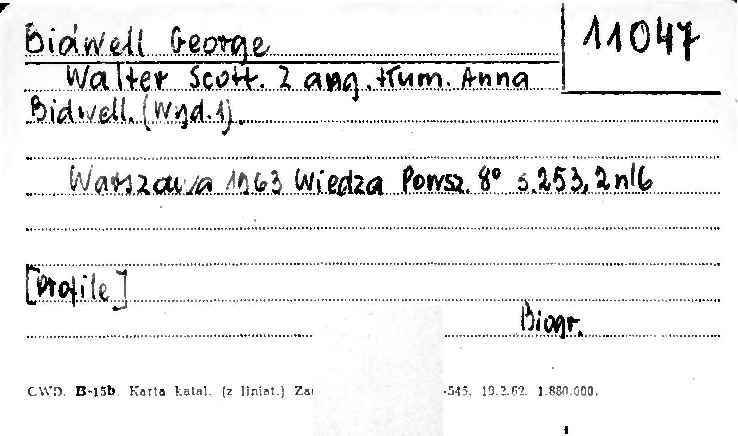 Bidwell George
11047
Walter Scott. Z ang. tłum. Anna
Bidwell. (Wyd.1).
Warszawa 1963 Wiedza Powsz. 8° s.253, 2 nlb
[Profile]
Biogr.
CWD. B-15b. Karta katal. (z liniat.) Za
-545. 19.2.62. 1.880.000.